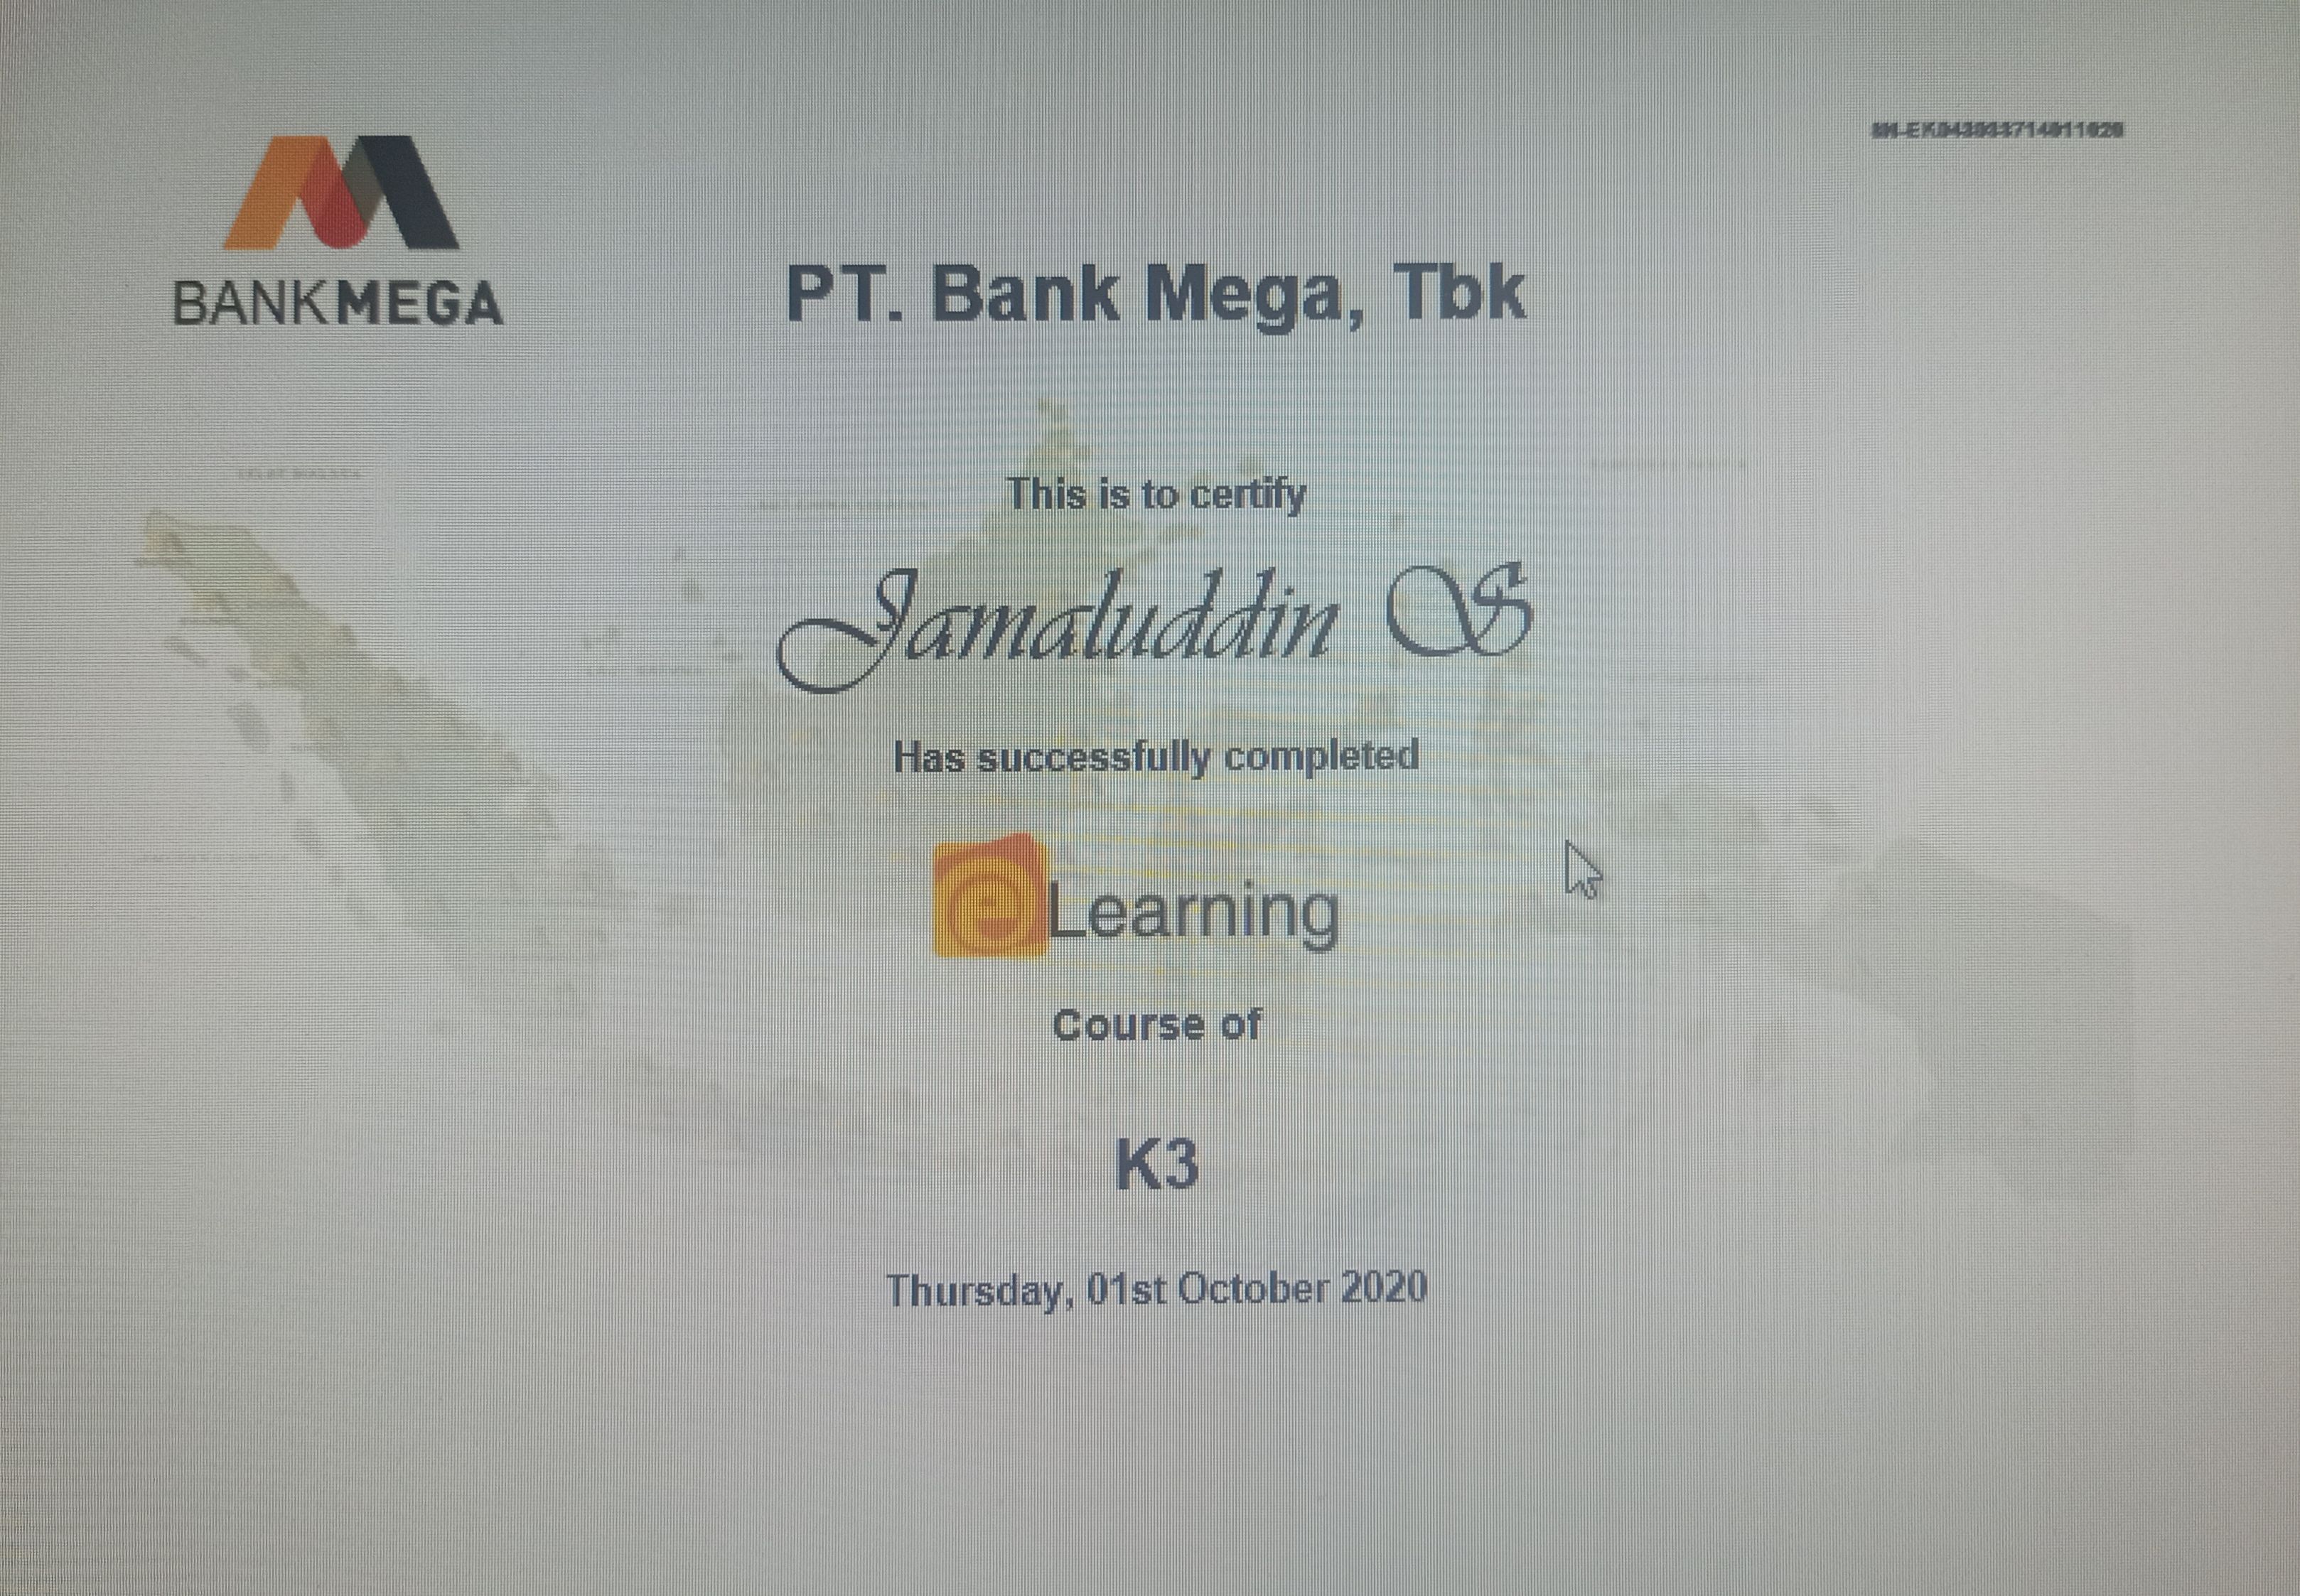 BANKMEGA
PT. Bank Mega, Tbk
This is to certify
Jamaluddin S
Has successfully completed
eLearning
Course of
K3
Thursday, 01st October 2020